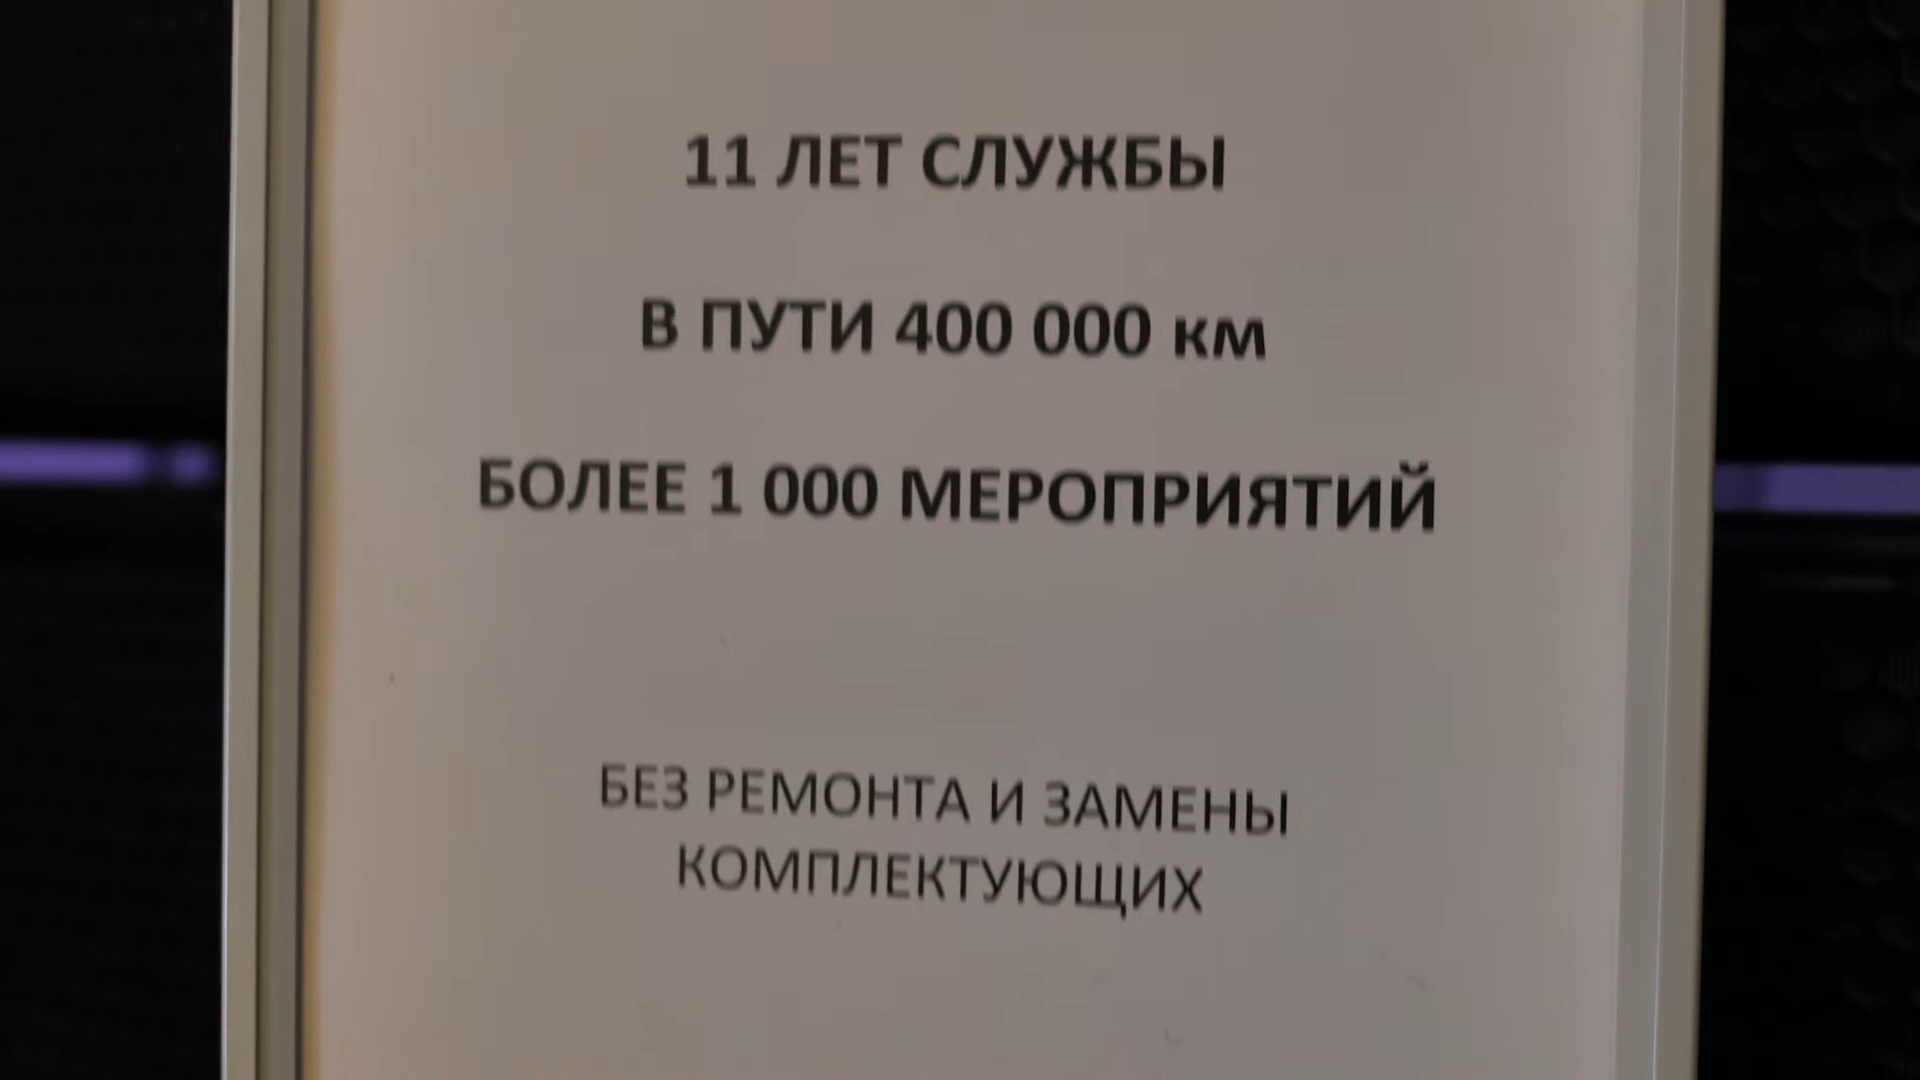 11 ЛЕТ СЛУЖБЫ
В ПУТИ 400 000 км
БОЛЕЕ 1 000 МЕРОПРИЯТИЙ
БЕЗ РЕМОНТА И ЗАМЕНЫ
КОМПЛЕКТУЮЩИХ